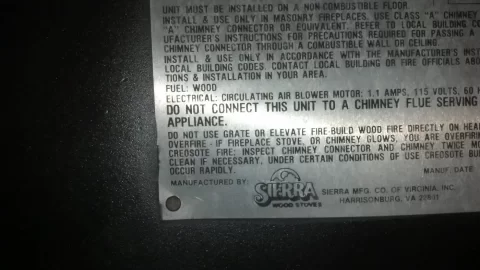 UNIT MUST BE INSTALLED ON A NON-COMBUSTIBLE FLOOR.
INSTALL & USE ONLY IN MASONRY FIREPLACES. USE CLASS "A" CHIMNEY
"A" CHIMNEY CONNECTOR OR EQUIVALENT. REFER TO LOCAL BUILDING CO
UFACTURER'S INSTRUCTIONS FOR PRECAUTIONS REQUIRED FOR PASSING A
CHIMNEY CONNECTOR THROUGH A COMBUSTIBLE WALL OR CEILING.
INSTALL & USE ONLY IN ACCORDANCE WITH THE MANUFACTURER'S INST
LOCAL BUILDING CODES. CONTACT LOCAL BUILDING OR FIRE OFFICIALS ABO
TIONS & INSTALLATION IN YOUR AREA.
FUEL: WOOD
ELECTRICAL: CIRCULATING AIR BLOWER MOTOR: 1.1 AMPS, 115 VOLTS, 60 H
DO NOT CONNECT THIS UNIT TO A CHIMNEY FLUE SERVING
APPLIANCE.
DO NOT USE GRATE OR ELEVATE FIRE BUILD WOOD FIRE DIRECTLY ON HEA
OVERFIRE - IF FIREPLACE STOVE, OR CHIMNEY GLOWS, YOU ARE OVERFIRI
CREOSOTE FIRE: INSPECT CHIMNEY CONNECTOR AND CHIMNEY TWICE MO
CLEAN IF NECESSARY. UNDER CERTAIN CONDITIONS OF USE CREOSOTE BUI
OCCUR RAPIDLY.
MANUF. DATE
MANUFACTURED BY:
SIERRA
WOOD STOVES
SIERRA MFG. CO. OF VIRGINIA, INC.
HARRISONBURG, VA 22801